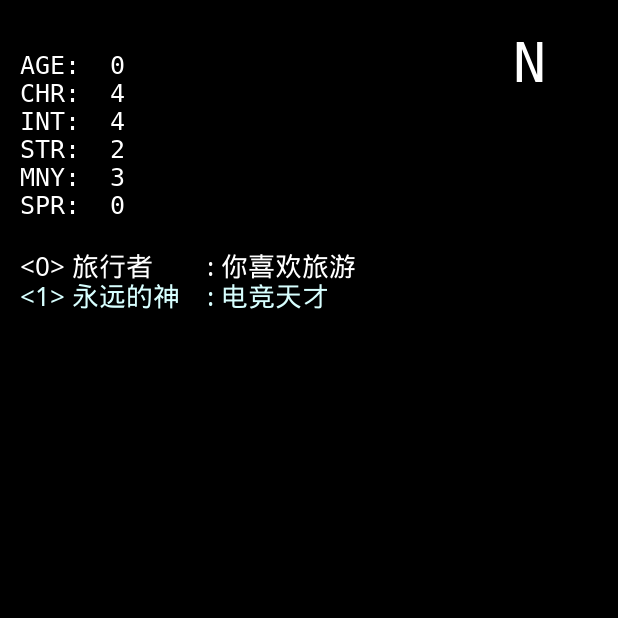 N
AGE: 0
CHR: 4
INT: 4
STR: 2
MNY: 3
SPR: 0
<0> 旅行者 : 你喜欢旅游
<1> 永远的神 : 电竞天才